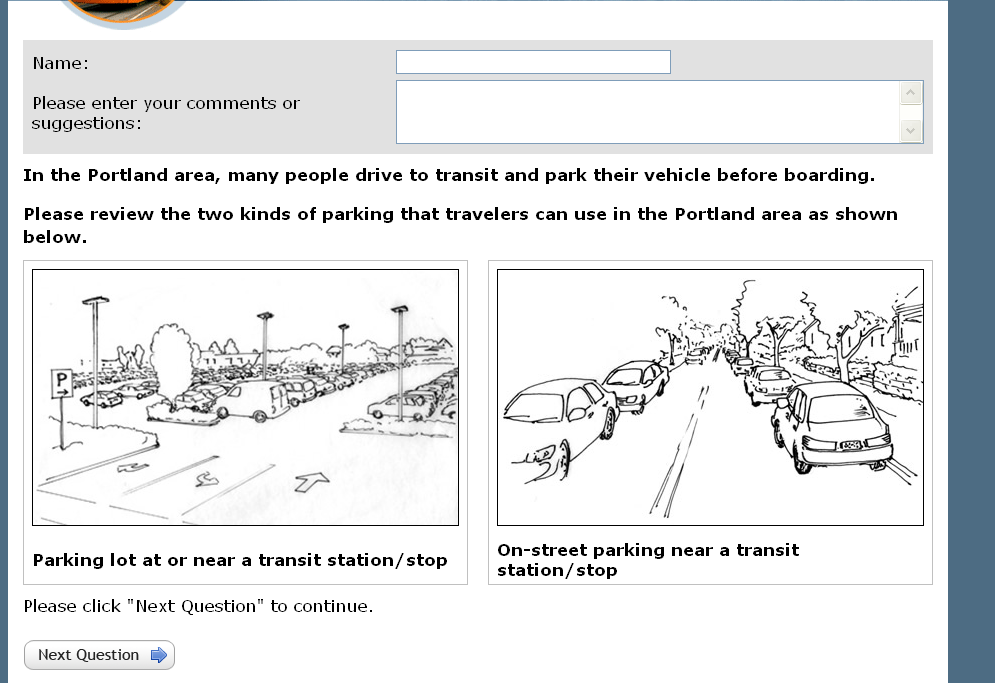 Name:
Please enter your comments or
suggestions:
In the Portland area, many people drive to transit and park their vehicle before boarding.
Please review the two kinds of parking that travelers can use in the Portland area as shown
below.
P
Parking lot at or near a transit station/stop
On-street parking near a transit
station/stop
Please click "Next Question" to continue.
Next Question